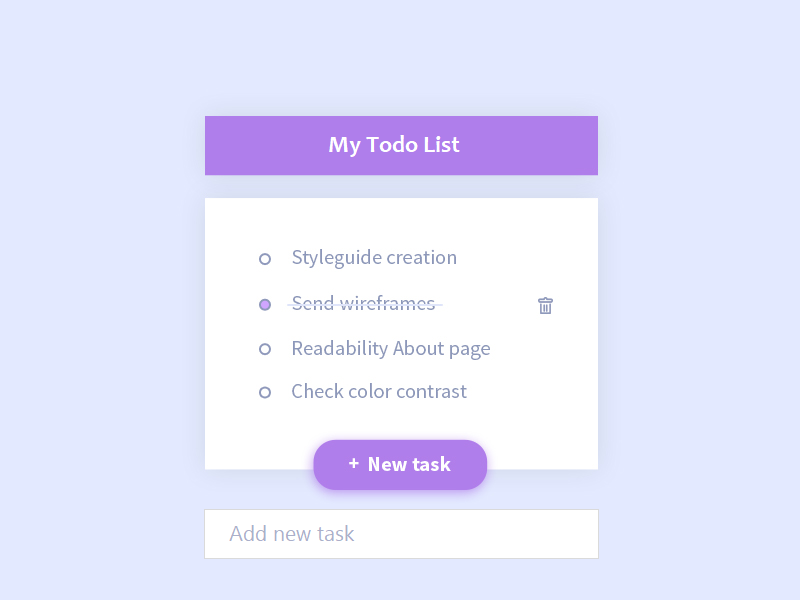 My Todo List
Styleguide creation
Send wireframes
Readability About page
Check color contrast
+ New task
Add new task